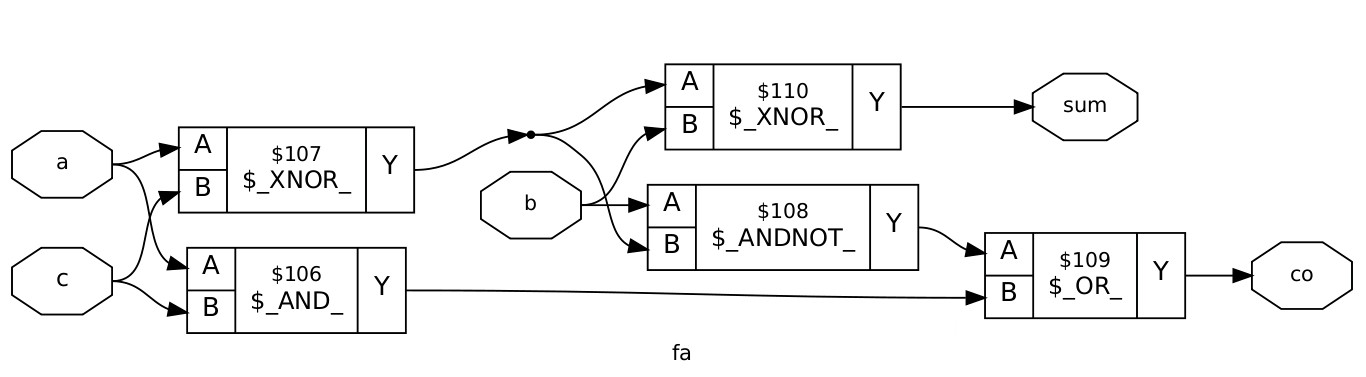 a
c
A
B
$107
$_XNOR_
Y
A
B
$106
$_AND_
Y
b
A
B
$110
$_XNOR_
Y
A
B
$108
$_ANDNOT_
Y
sum
A
B
$109
$_OR_
Y
co
fa